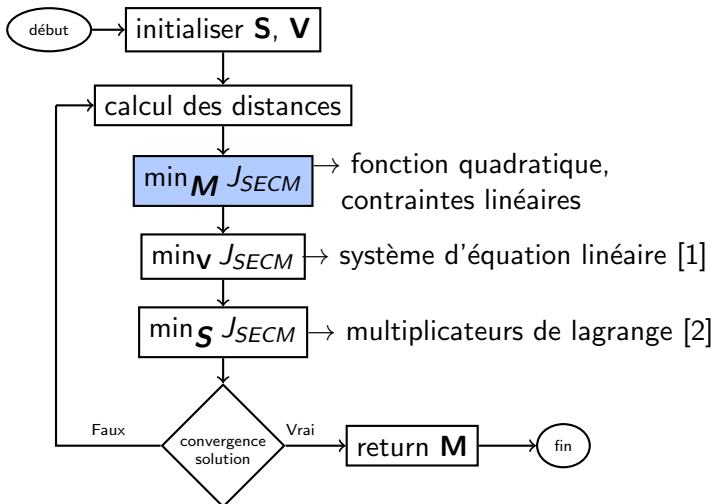 début
initialiser S, V
calcul des distances
min_M J_SECM
→ fonction quadratique,
contraintes linéaires
min_V J_SECM
→ système d'équation linéaire [1]
min_S J_SECM
→ multiplicateurs de lagrange [2]
Faux
convergence
solution
Vrai
return M
fin